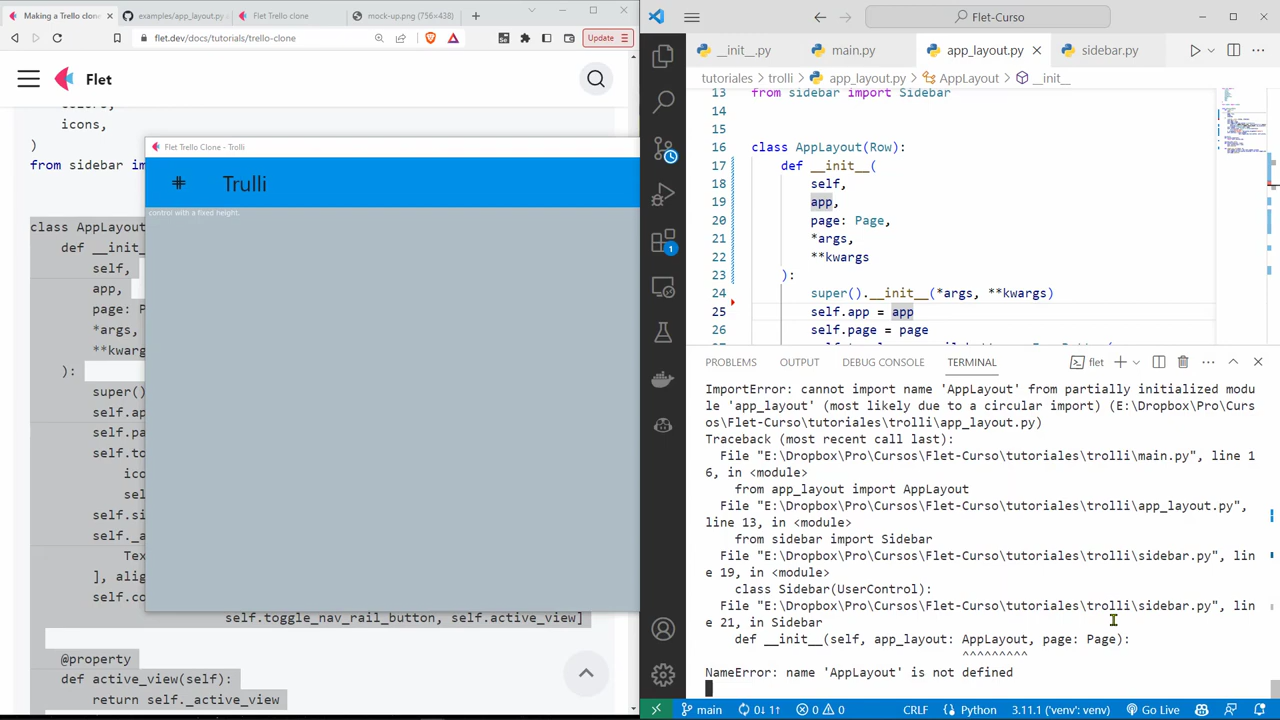 Making a Trello clon
examples/app_layout.py
Flet Trello clone
mock-up.png (756×438)
flet.dev/docs/tutorials/trello-clone
Update
Flet
icons,
)
from sidebar im
class AppLayout
def __init_
self,
app,
page: P
*args,
**kwarg
):
super()
self.ap
self.pa
self.to
ico
se
self.si
self._a
Tex
], alig
self.co
self.toggle_nav_rail_button, self.active_view]
@property
def active_view(self):
return self._active_view
Flet Trello Clone - Trolli
Trulli
control with a fixed height.
Flet-Curso
__init__.py
main.py
app_layout.py
sidebar.py
tutoriales > trolli > app_layout.py > AppLayout > __init__
13 from sidebar import Sidebar
14
15
16 class AppLayout(Row):
17 def __init__(
18 self,
19 app,
20 page: Page,
21 *args,
22 **kwargs
23 ):
24 super().__init__(*args, **kwargs)
25 self.app = app
26 self.page = page
PROBLEMS
OUTPUT
DEBUG CONSOLE
TERMINAL
flet
ImportError: cannot import name 'AppLayout' from partially initialized modu
le 'app_layout' (most likely due to a circular import) (E:\Dropbox\Pro\Curs
os\Flet-Curso\tutoriales\trolli\app_layout.py)
Traceback (most recent call last):
File "E:\Dropbox\Pro\Cursos\Flet-Curso\tutoriales\trolli\main.py", line 1
6, in <module>
from app_layout import AppLayout
File "E:\Dropbox\Pro\Cursos\Flet-Curso\tutoriales\trolli\app_layout.py",
line 13, in <module>
from sidebar import Sidebar
File "E:\Dropbox\Pro\Cursos\Flet-Curso\tutoriales\trolli\sidebar.py", lin
e 19, in <module>
class Sidebar(UserControl):
File "E:\Dropbox\Pro\Cursos\Flet-Curso\tutoriales\trolli\sidebar.py", lin
e 21, in Sidebar
def __init__(self, app_layout: AppLayout, page: Page):
^^^^^^^^^
NameError: name 'AppLayout' is not defined
1
main
0↓ 1↑
0
0
CRLF
Python
3.11.1 ('venv': venv)
Go Live